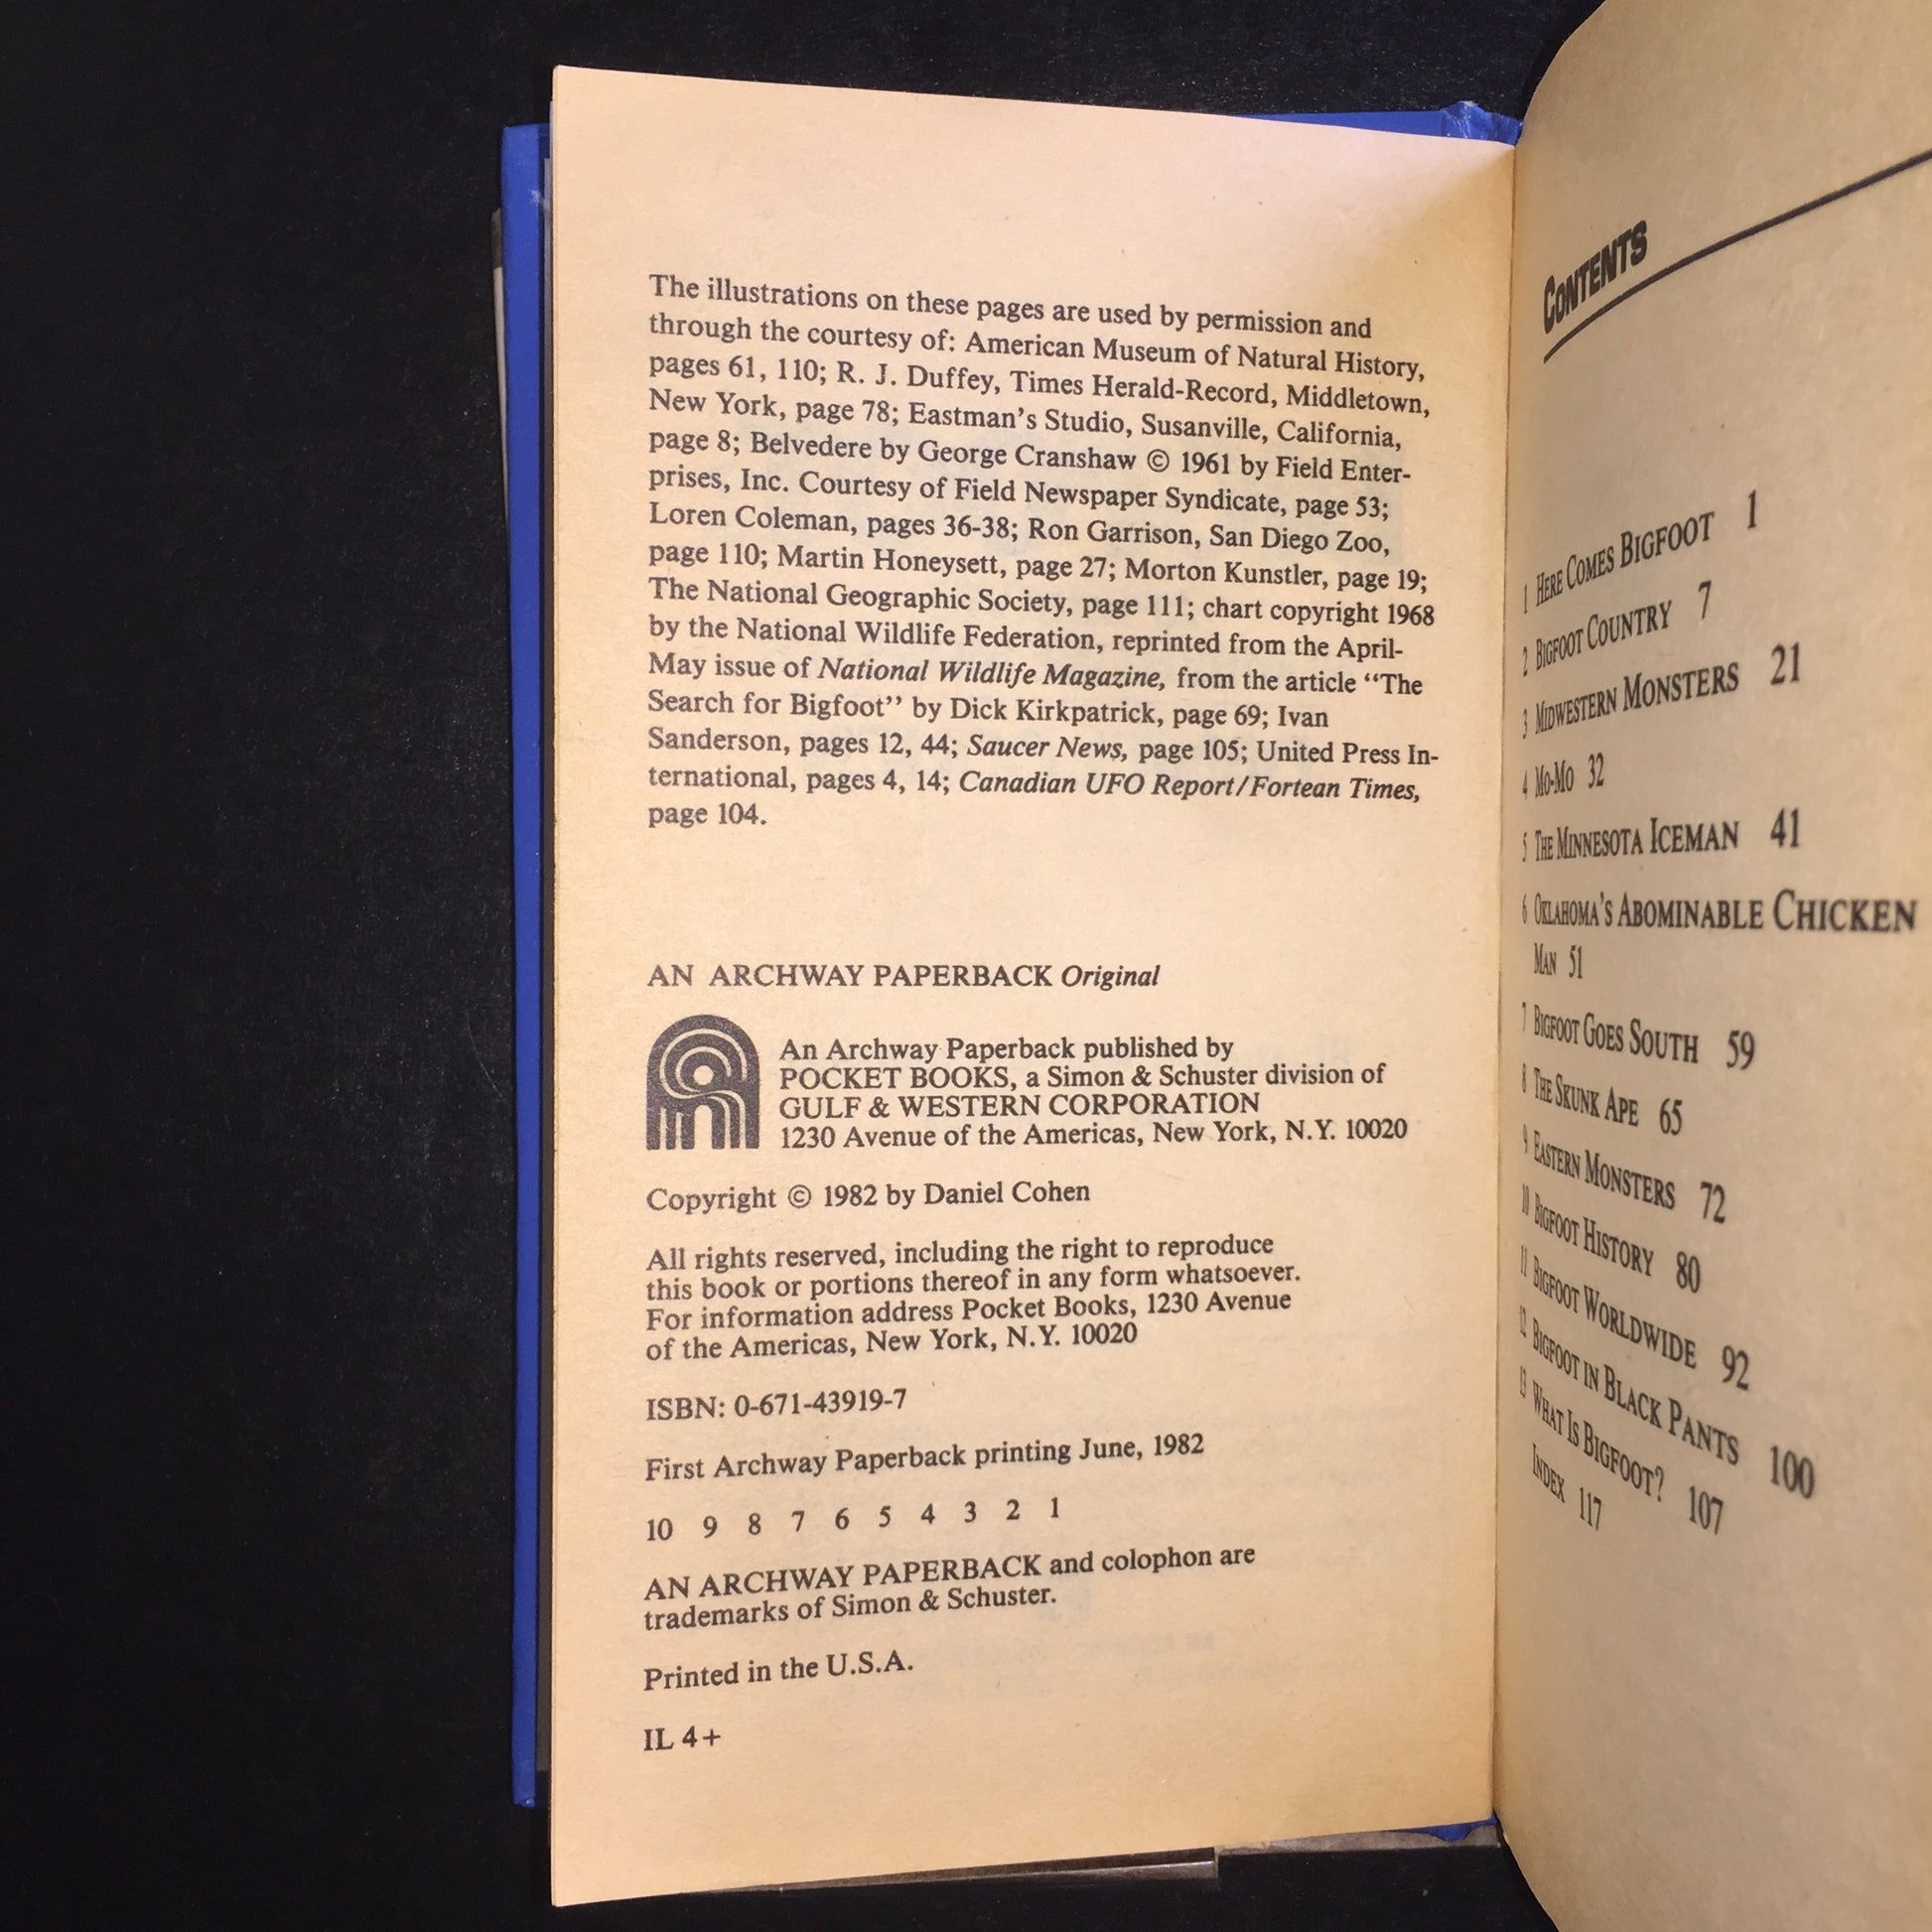 The illustrations on these pages are used by permission and
through the courtesy of: American Museum of Natural History,
pages 61, 110; R. J. Duffey, Times Herald-Record, Middletown,
New York, page 78; Eastman's Studio, Susanville, California,
page 8; Belvedere by George Cranshaw © 1961 by Field Enter-
prises, Inc. Courtesy of Field Newspaper Syndicate, page 53;
Loren Coleman, pages 36-38; Ron Garrison, San Diego Zoo,
page 110; Martin Honeysett, page 27; Morton Kunstler, page 19;
The National Geographic Society, page 111; chart copyright 1968
by the National Wildlife Federation, reprinted from the April-
May issue of National Wildlife Magazine, from the article “The
Search for Bigfoot” by Dick Kirkpatrick, page 69; Ivan
Sanderson, pages 12, 44; Saucer News, page 105; United Press In-
ternational, pages 4, 14; Canadian UFO Report/Fortean Times,
page 104.
AN ARCHWAY PAPERBACK Original
An Archway Paperback published by
POCKET BOOKS, a Simon & Schuster division of
GULF & WESTERN CORPORATION
1230 Avenue of the Americas, New York, N.Y. 10020
Copyright © 1982 by Daniel Cohen
All rights reserved, including the right to reproduce
this book or portions thereof in any form whatsoever.
For information address Pocket Books, 1230 Avenue
of the Americas, New York, N.Y. 10020
ISBN: 0-671-43919-7
First Archway Paperback printing June, 1982
10 9 8 7 6 5 4 3 2 1
AN ARCHWAY PAPERBACK and colophon are
trademarks of Simon & Schuster.
Printed in the U.S.A.
IL 4+
CONTENTS
1 HERE COMES BIGFOOT 1
2 BIGFOOT COUNTRY 7
3 MIDWESTERN MONSTERS 21
4 MO-MO 32
5 THE MINNESOTA ICEMAN 41
6 OKLAHOMA'S ABOMINABLE CHICKEN
MAN 51
7 BIGFOOT GOES SOUTH 59
8 THE SKUNK APE 65
9 EASTERN MONSTERS 72
10 BIGFOOT HISTORY 80
11 BIGFOOT WORLDWIDE 92
12 BIGFOOT IN BLACK PANTS 100
13 WHAT IS BIGFOOT? 107
INDEX 117